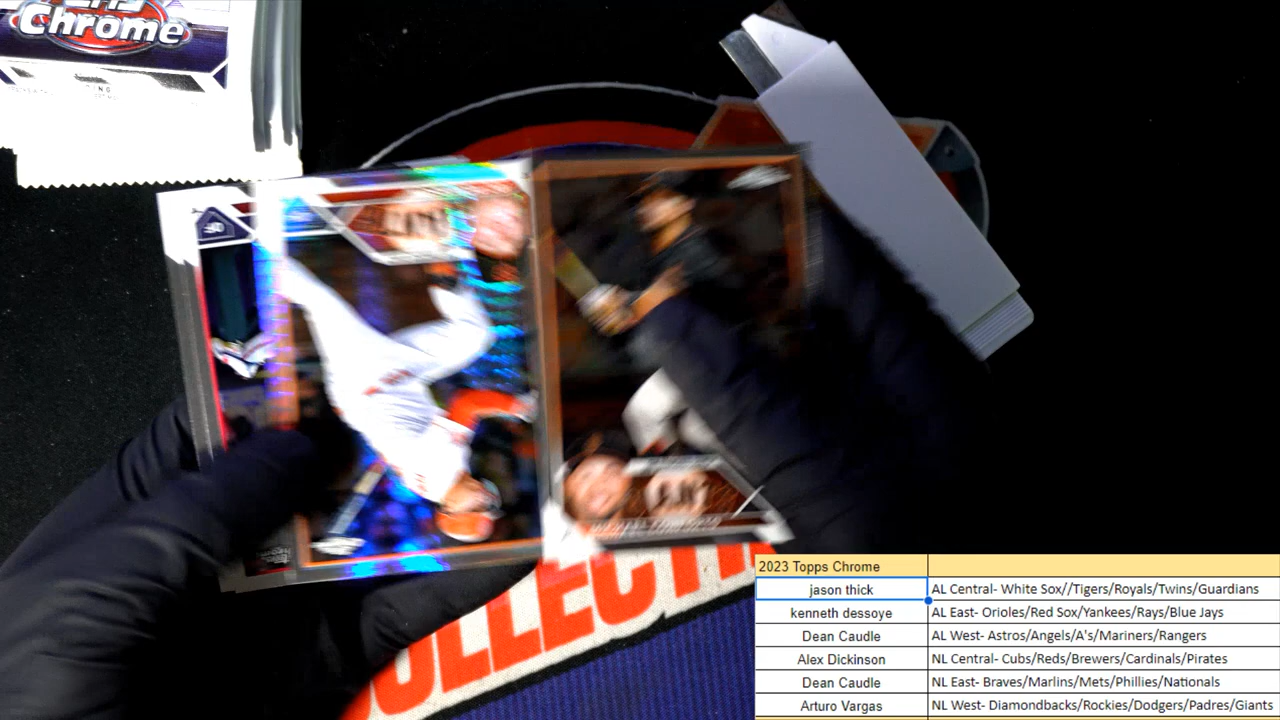 Chrome
COLLECTI
2023 Topps Chrome
jason thick AL Central- White Sox//Tigers/Royals/Twins/Guardians
kenneth dessoye AL East- Orioles/Red Sox/Yankees/Rays/Blue Jays
Dean Caudle AL West- Astros/Angels/A's/Mariners/Rangers
Alex Dickinson NL Central- Cubs/Reds/Brewers/Cardinals/Pirates
Dean Caudle NL East- Braves/Marlins/Mets/Phillies/Nationals
Arturo Vargas NL West- Diamondbacks/Rockies/Dodgers/Padres/Giants